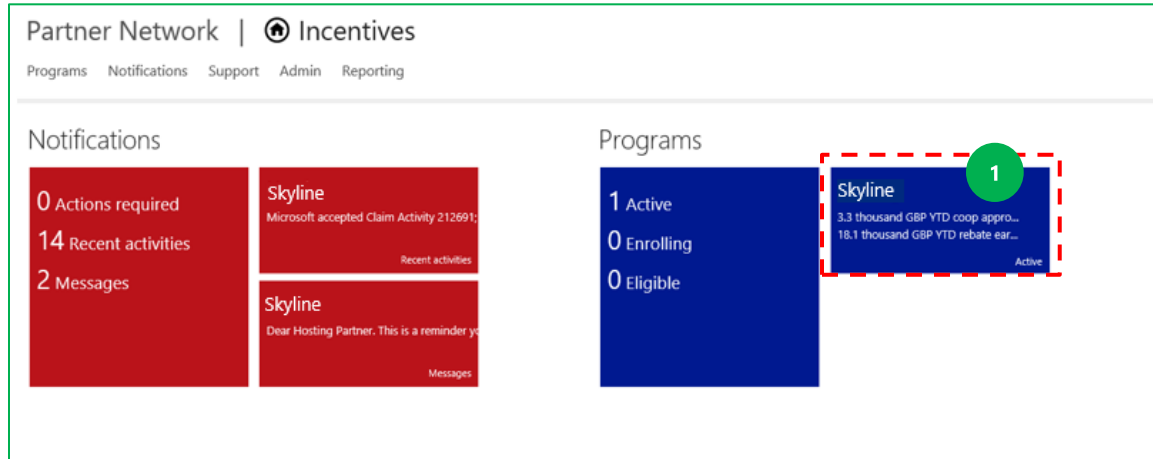 Partner Network | Incentives
Programs Notifications Support Admin Reporting
Notifications
0 Actions required
14 Recent activities
2 Messages
Skyline
Microsoft accepted Claim Activity 212691;
Recent activities
Skyline
Dear Hosting Partner. This is a reminder yo
Messages
Programs
1 Active
0 Enrolling
0 Eligible
Skyline
3.3 thousand GBP YTD coop appro...
18.1 thousand GBP YTD rebate ear...
Active
1